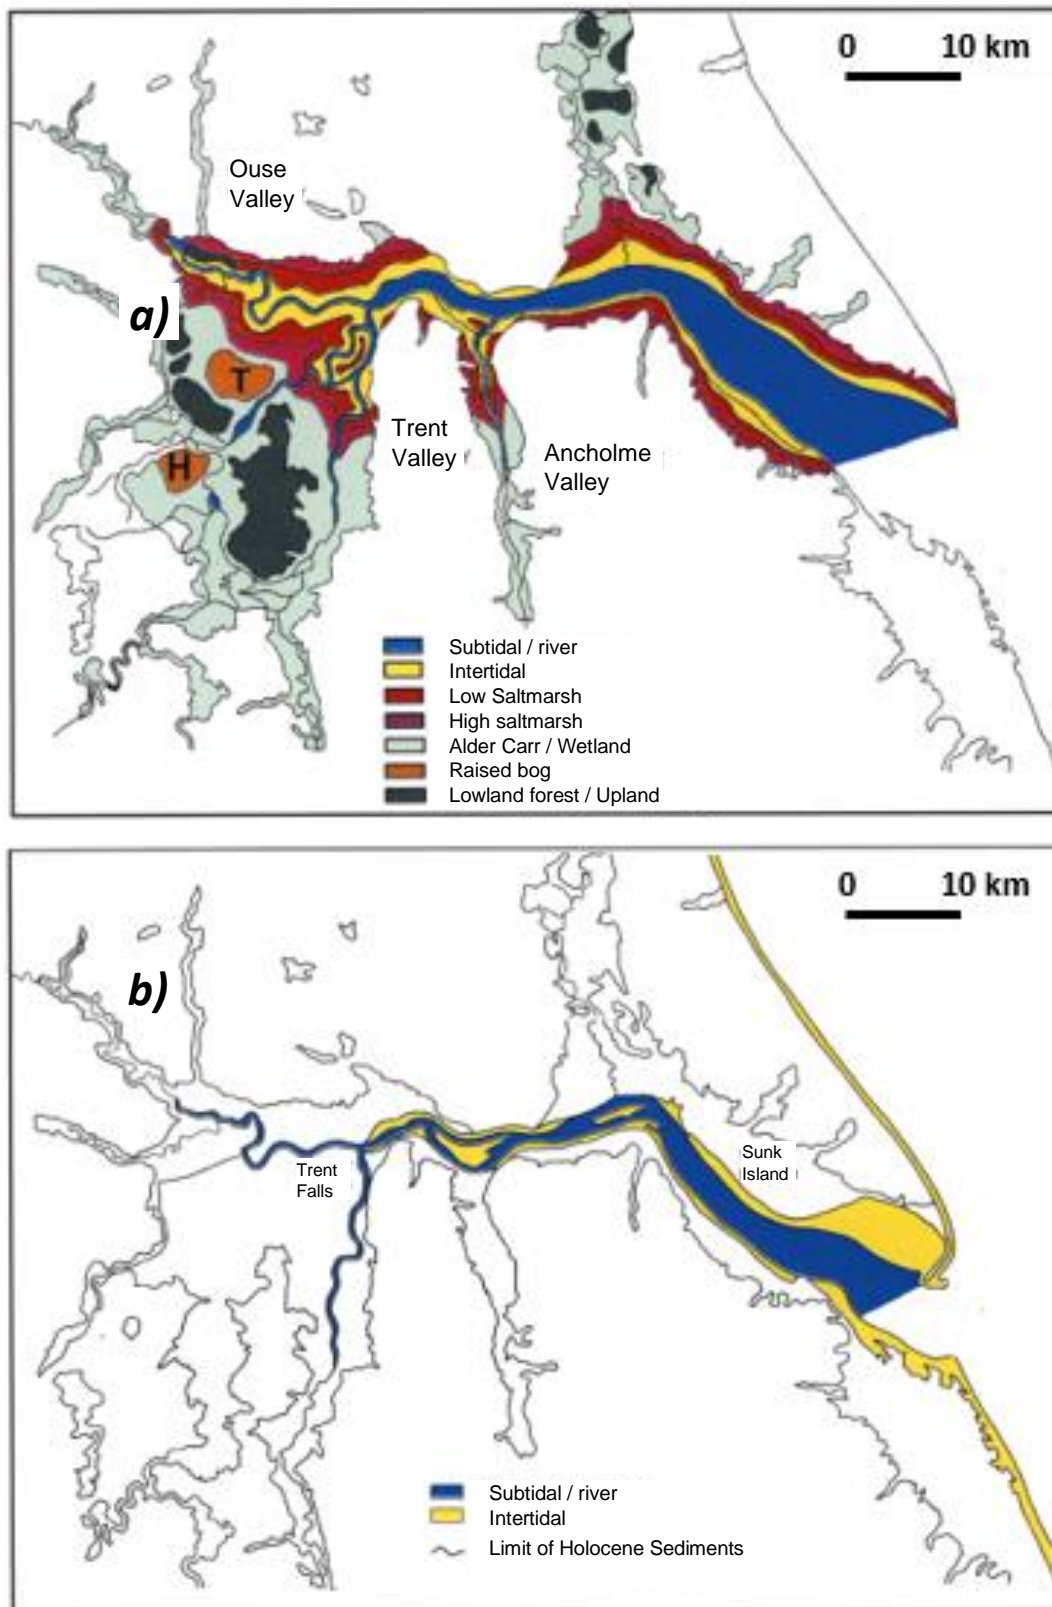 0 10 km
Ouse
Valley
a)
T
H
Trent
Valley
Ancholme
Valley
Subtidal / river
Intertidal
Low Saltmarsh
High saltmarsh
Alder Carr / Wetland
Raised bog
Lowland forest / Upland
0 10 km
b)
Sunk
Island
Trent
Falls
Subtidal / river
Intertidal
Limit of Holocene Sediments